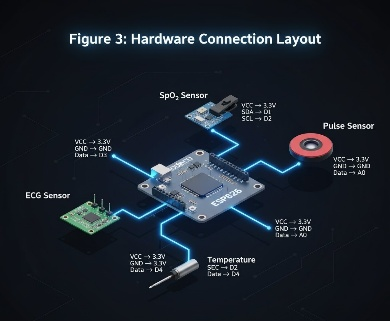 Figure 3: Hardware Connection Layout
SpO₂ Sensor
VCC → 3.3V
SDA → D1
SCL → D2
Pulse Sensor
VCC → 3.3V
GND → GND
Data → A0
VCC → 3.3V
GND → GND
Data → D3
ESP826
ECG Sensor
VCC → 3.3V
GND → GND
Data → A0
VCC → 3.3V
GND → 3.3V
Data → D4
Temperature
SEC → D2
Data → D4